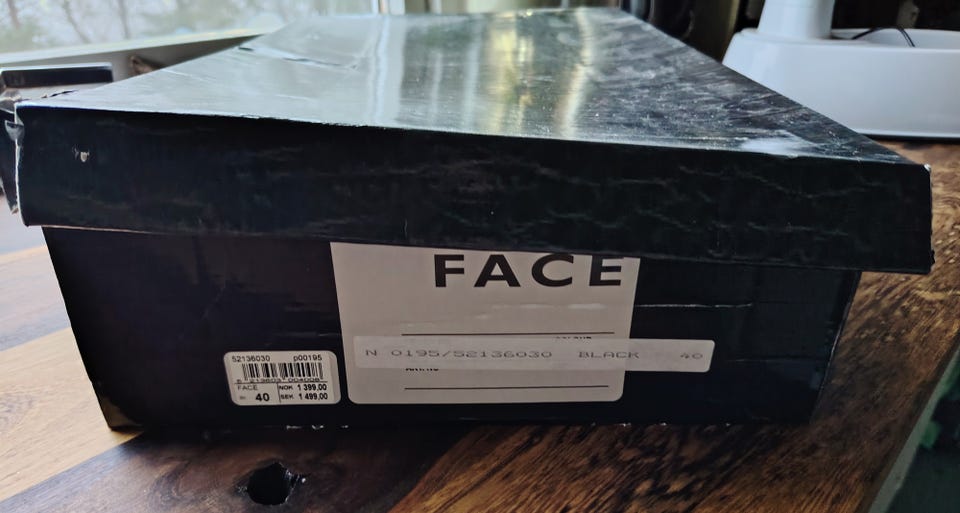 FACE
N 0195/52136030 BLACK 40
52136030 p00195
FACE NOK 1 399,00
40 SEK 1 499,00